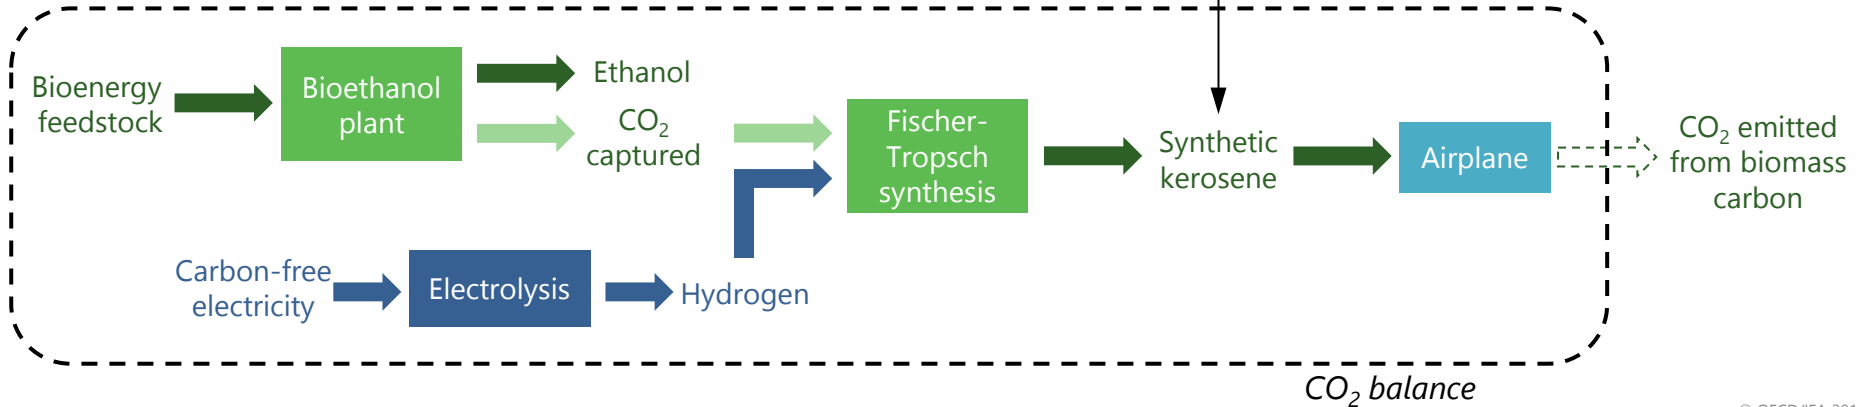 Bioenergy
feedstock
Bioethanol
plant
Ethanol
CO2
captured
Fischer-
Tropsch
synthesis
Synthetic
kerosene
Airplane
CO2 emitted
from biomass
carbon
Carbon-free
electricity
Electrolysis
Hydrogen
CO2 balance